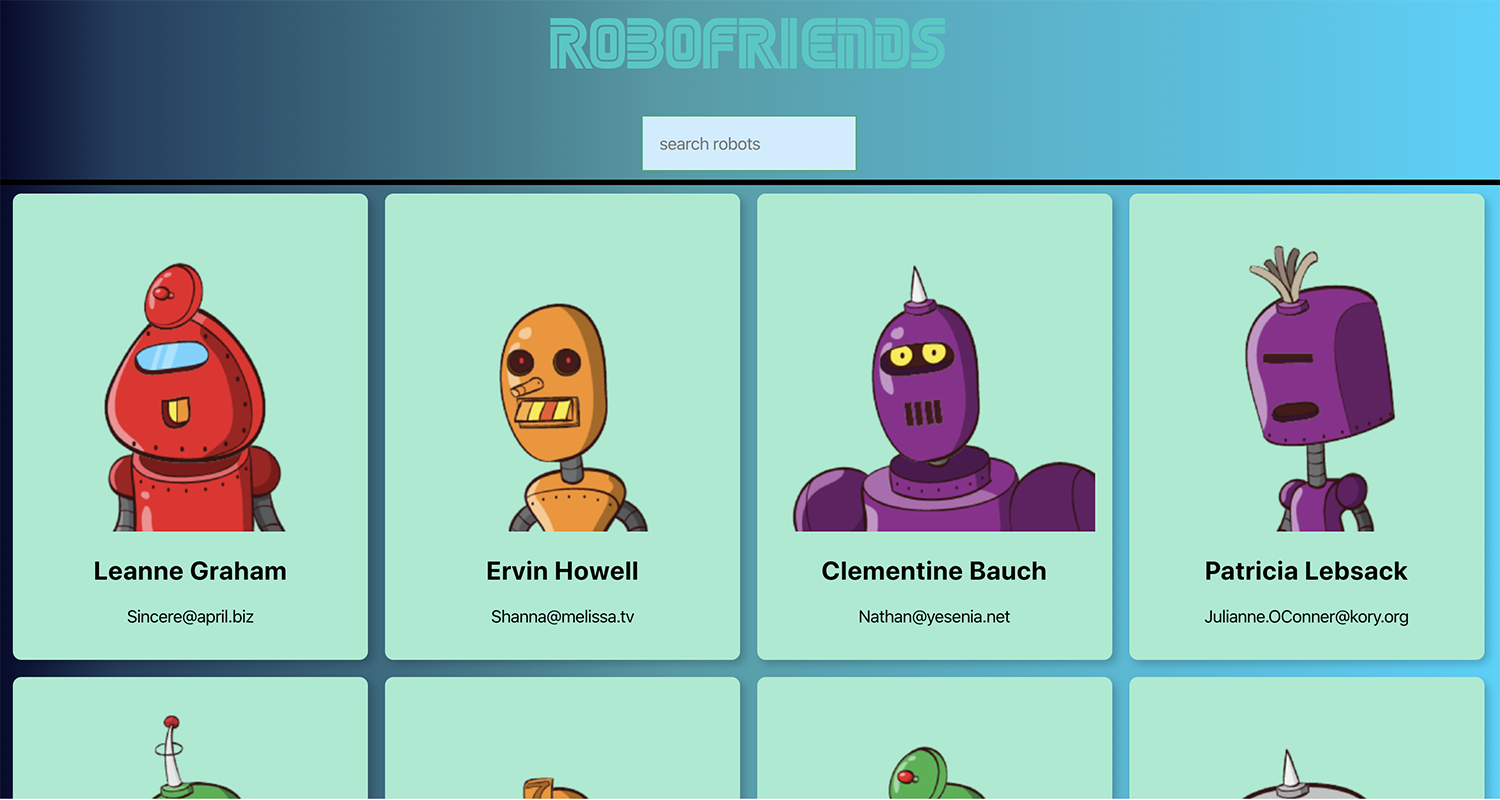 ROBOFRIENDS
search robots
Leanne Graham
Sincere@april.biz
Ervin Howell
Shanna@melissa.tv
Clementine Bauch
Nathan@yesenia.net
Patricia Lebsack
Julianne.OConner@kory.org